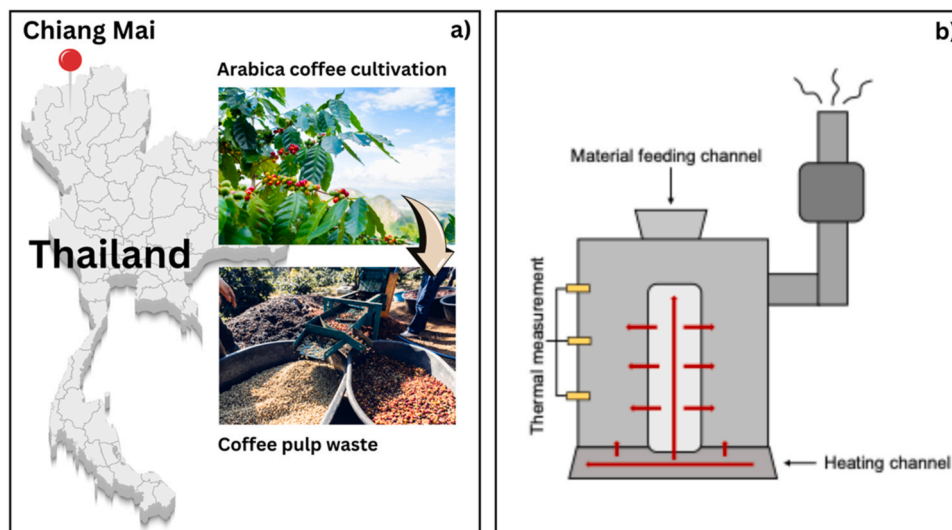 Chiang Mai
a)
Arabica coffee cultivation
Thailand
Coffee pulp waste
b)
Material feeding channel
Thermal measurement
Heating channel